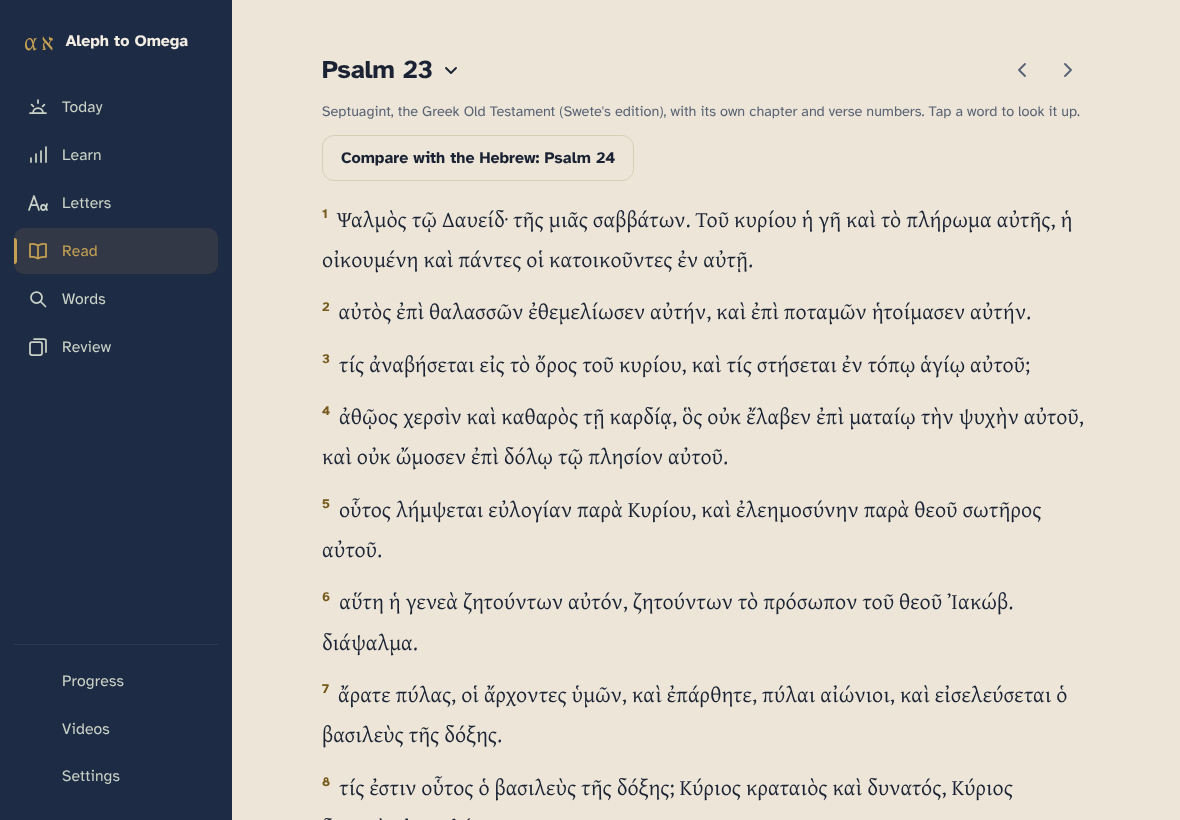 α א Aleph to Omega
Today
Learn
Letters
Read
Words
Review
Progress
Videos
Settings
Psalm 23
Septuagint, the Greek Old Testament (Swete's edition), with its own chapter and verse numbers. Tap a word to look it up.
Compare with the Hebrew: Psalm 24
1 Ψαλμὸς τῷ Δαυείδ· τῆς μιᾶς σαββάτων. Τοῦ κυρίου ἡ γῆ καὶ τὸ πλήρωμα αὐτῆς, ἡ
οἰκουμένη καὶ πάντες οἱ κατοικοῦντες ἐν αὐτῇ.
2 αὐτὸς ἐπὶ θαλασσῶν ἐθεμελίωσεν αὐτήν, καὶ ἐπὶ ποταμῶν ἡτοίμασεν αὐτήν.
3 τίς ἀναβήσεται εἰς τὸ ὄρος τοῦ κυρίου, καὶ τίς στήσεται ἐν τόπῳ ἁγίῳ αὐτοῦ;
4 ἀθῷος χερσὶν καὶ καθαρὸς τῇ καρδίᾳ, ὃς οὐκ ἔλαβεν ἐπὶ ματαίῳ τὴν ψυχὴν αὐτοῦ,
καὶ οὐκ ὤμοσεν ἐπὶ δόλῳ τῷ πλησίον αὐτοῦ.
5 οὗτος λήμψεται εὐλογίαν παρὰ Κυρίου, καὶ ἐλεημοσύνην παρὰ θεοῦ σωτῆρος
αὐτοῦ.
6 αὕτη ἡ γενεὰ ζητούντων αὐτόν, ζητούντων τὸ πρόσωπον τοῦ θεοῦ Ἰακώβ.
διάψαλμα.
7 ἄρατε πύλας, οἱ ἄρχοντες ὑμῶν, καὶ ἐπάρθητε, πύλαι αἰώνιοι, καὶ εἰσελεύσεται ὁ
βασιλεὺς τῆς δόξης.
8 τίς ἐστιν οὗτος ὁ βασιλεὺς τῆς δόξης; Κύριος κραταιὸς καὶ δυνατός, Κύριος